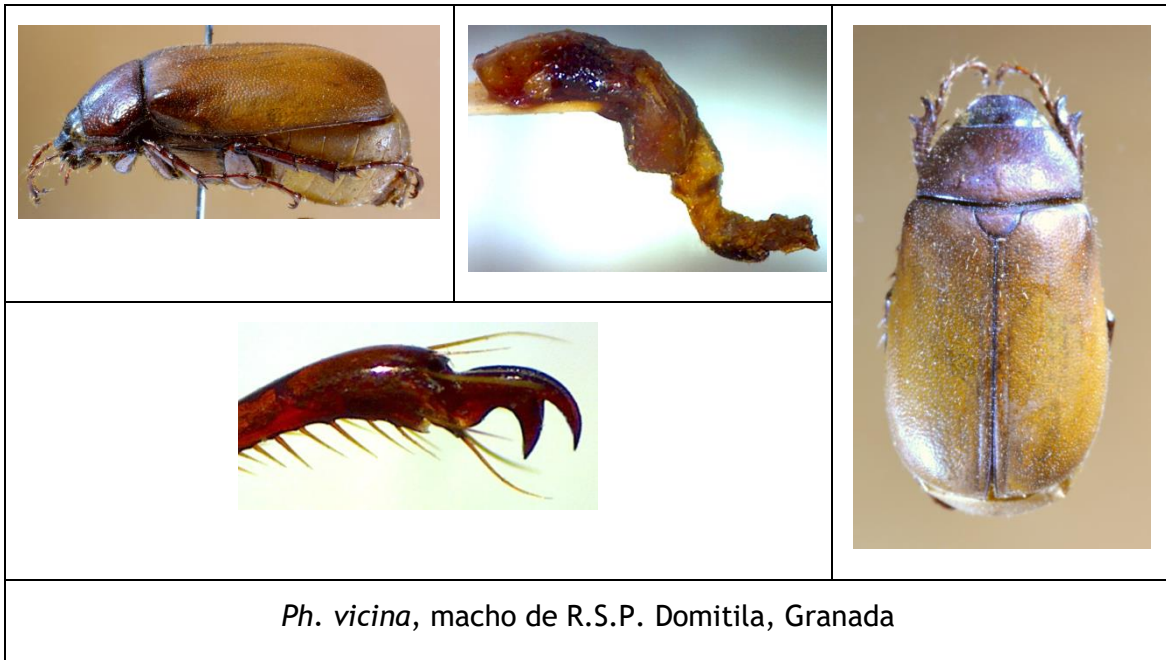 Ph. vicina, macho de R.S.P. Domitila, Granada